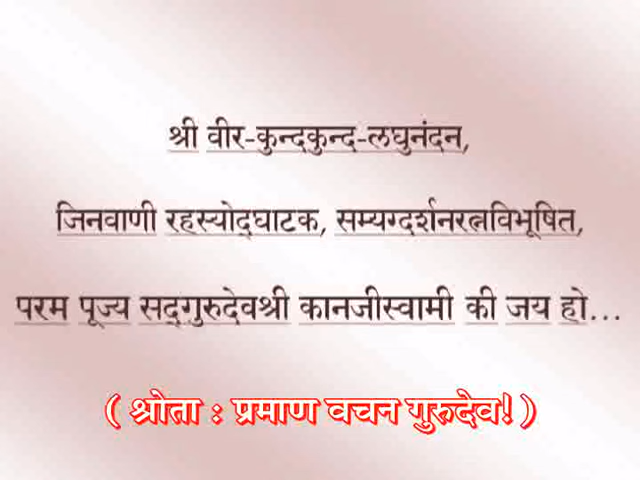 श्री वीर-कुन्दकुन्द-लघुनंदन,
जिनवाणी रहस्योद्घाटक, सम्यग्दर्शनरत्नविभूषित,
परम पूज्य सद्गुरुदेवश्री कानजीस्वामी की जय हो...
( श्रोता : प्रमाण वचन गुरुदेव! )